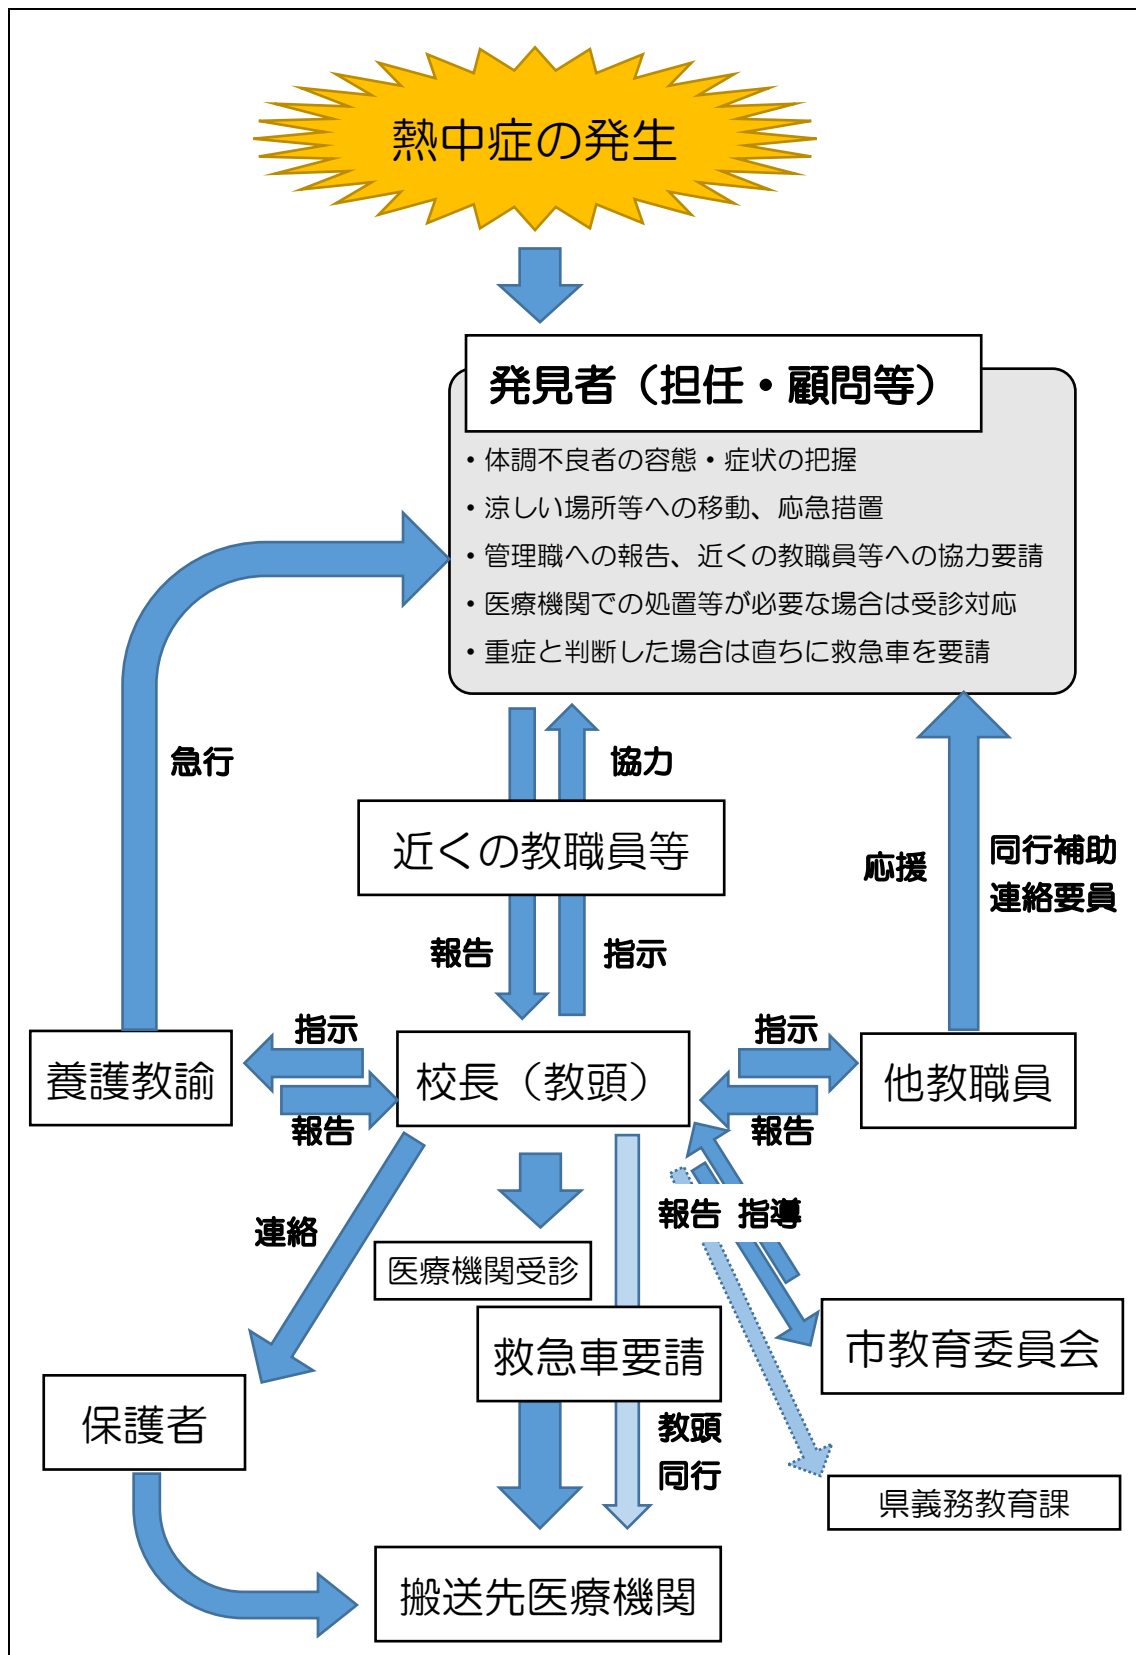 熱中症の発生
発見者（担任・顧問等）
・体調不良者の容態・症状の把握
・涼しい場所等への移動、応急措置
・管理職への報告、近くの教職員等への協力要請
・医療機関での処置等が必要な場合は受診対応
・重症と判断した場合は直ちに救急車を要請
急行
協力
近くの教職員等
応援
同行補助
連絡要員
報告
指示
指示
指示
養護教諭
校長（教頭）
他教職員
報告
報告
連絡
報告 指導
医療機関受診
救急車要請
市教育委員会
保護者
教頭
同行
県義務教育課
搬送先医療機関